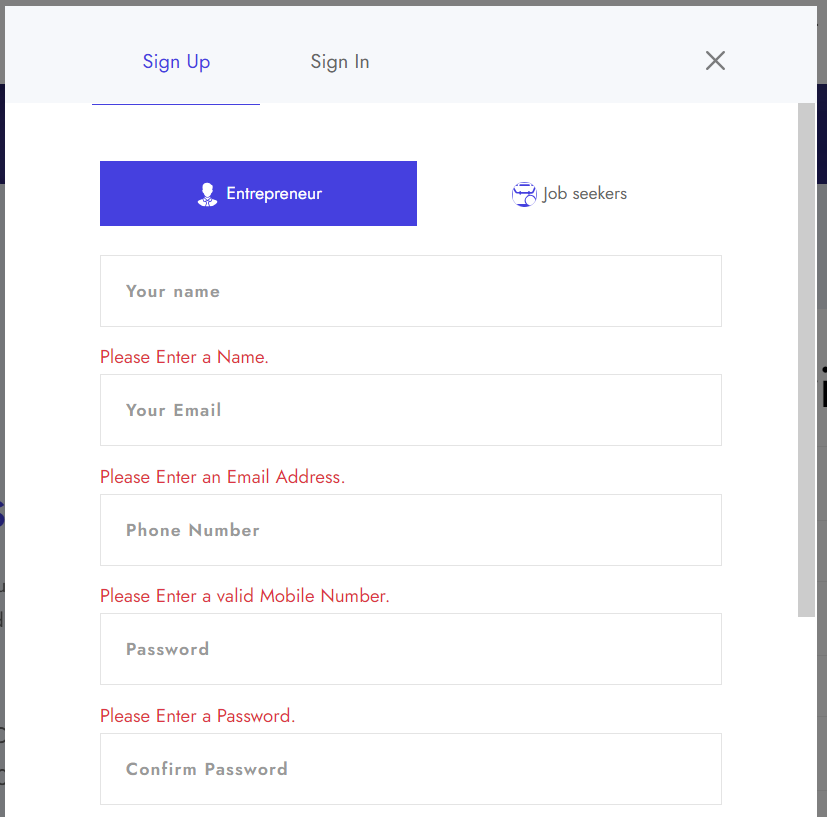 Sign Up Sign In
Entrepreneur Job seekers
Your name
Please Enter a Name.
Your Email
Please Enter an Email Address.
Phone Number
Please Enter a valid Mobile Number.
Password
Please Enter a Password.
Confirm Password